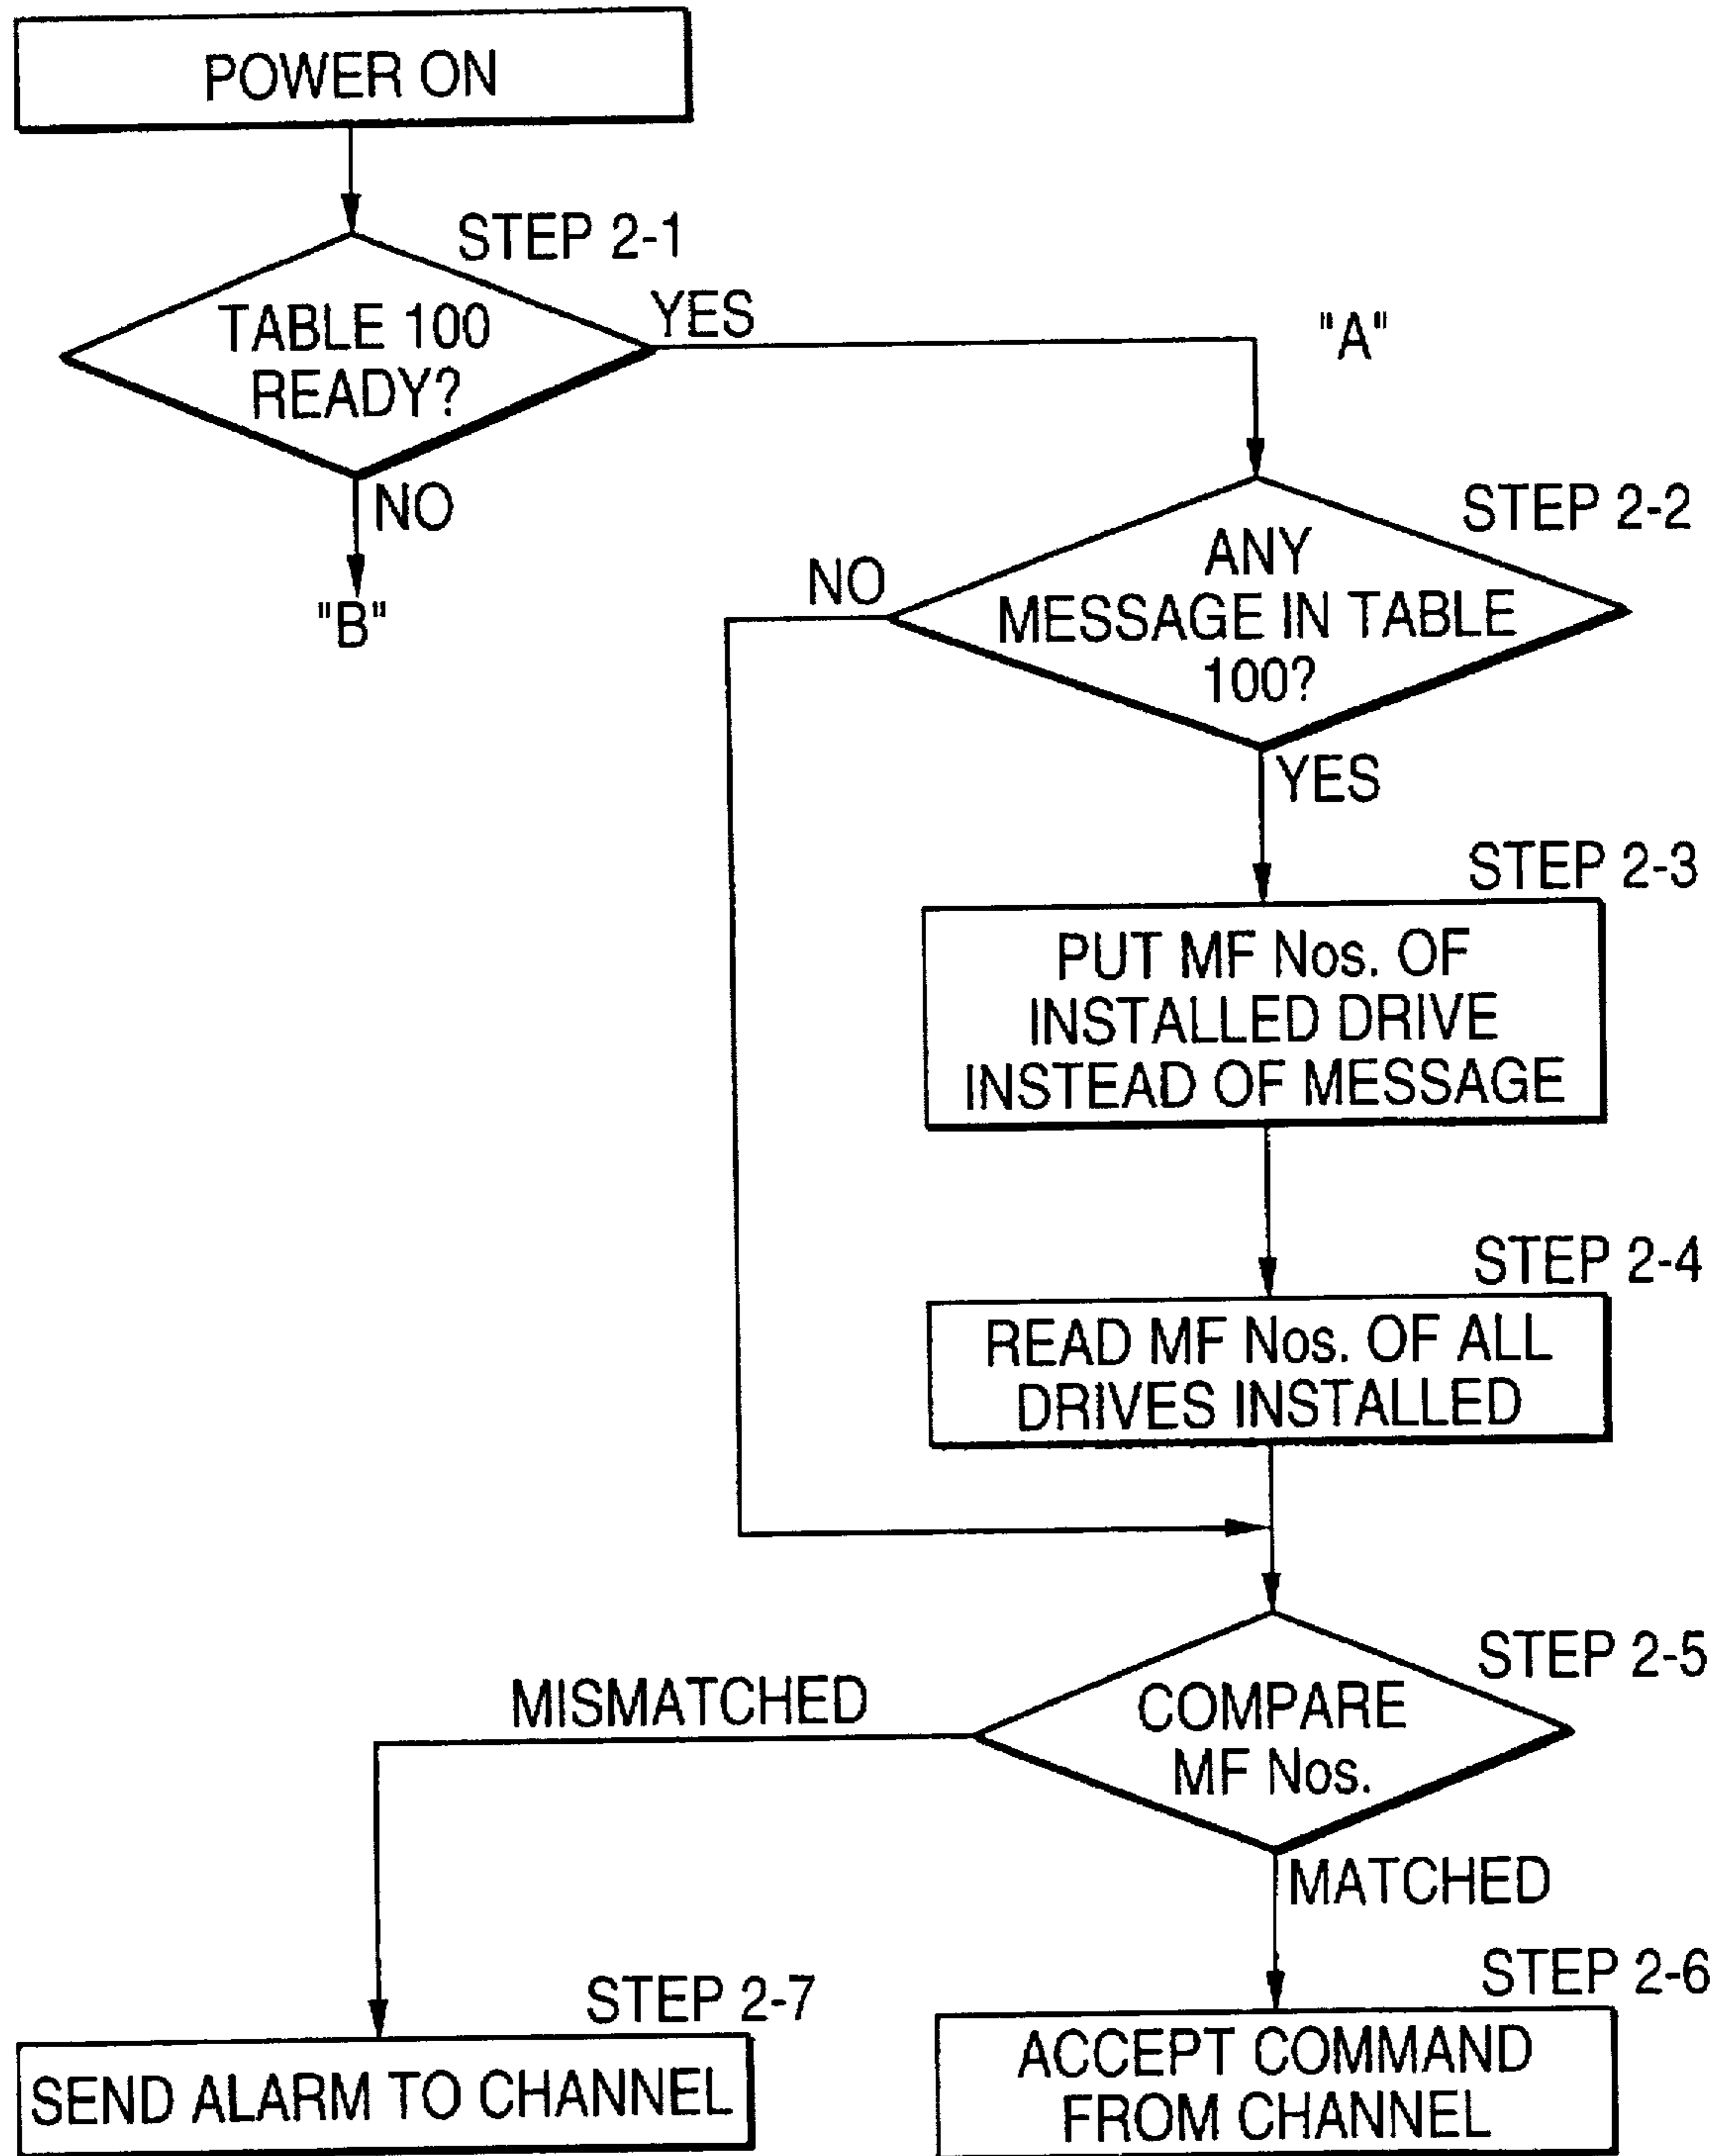 POWER ON
STEP 2-1
TABLE 100
READY?
YES
"A"
NO
"B"
STEP 2-2
ANY
MESSAGE IN TABLE
100?
NO
YES
STEP 2-3
PUT MF Nos. OF
INSTALLED DRIVE
INSTEAD OF MESSAGE
STEP 2-4
READ MF Nos. OF ALL
DRIVES INSTALLED
STEP 2-5
COMPARE
MF Nos.
MISMATCHED
MATCHED
STEP 2-7
SEND ALARM TO CHANNEL
STEP 2-6
ACCEPT COMMAND
FROM CHANNEL